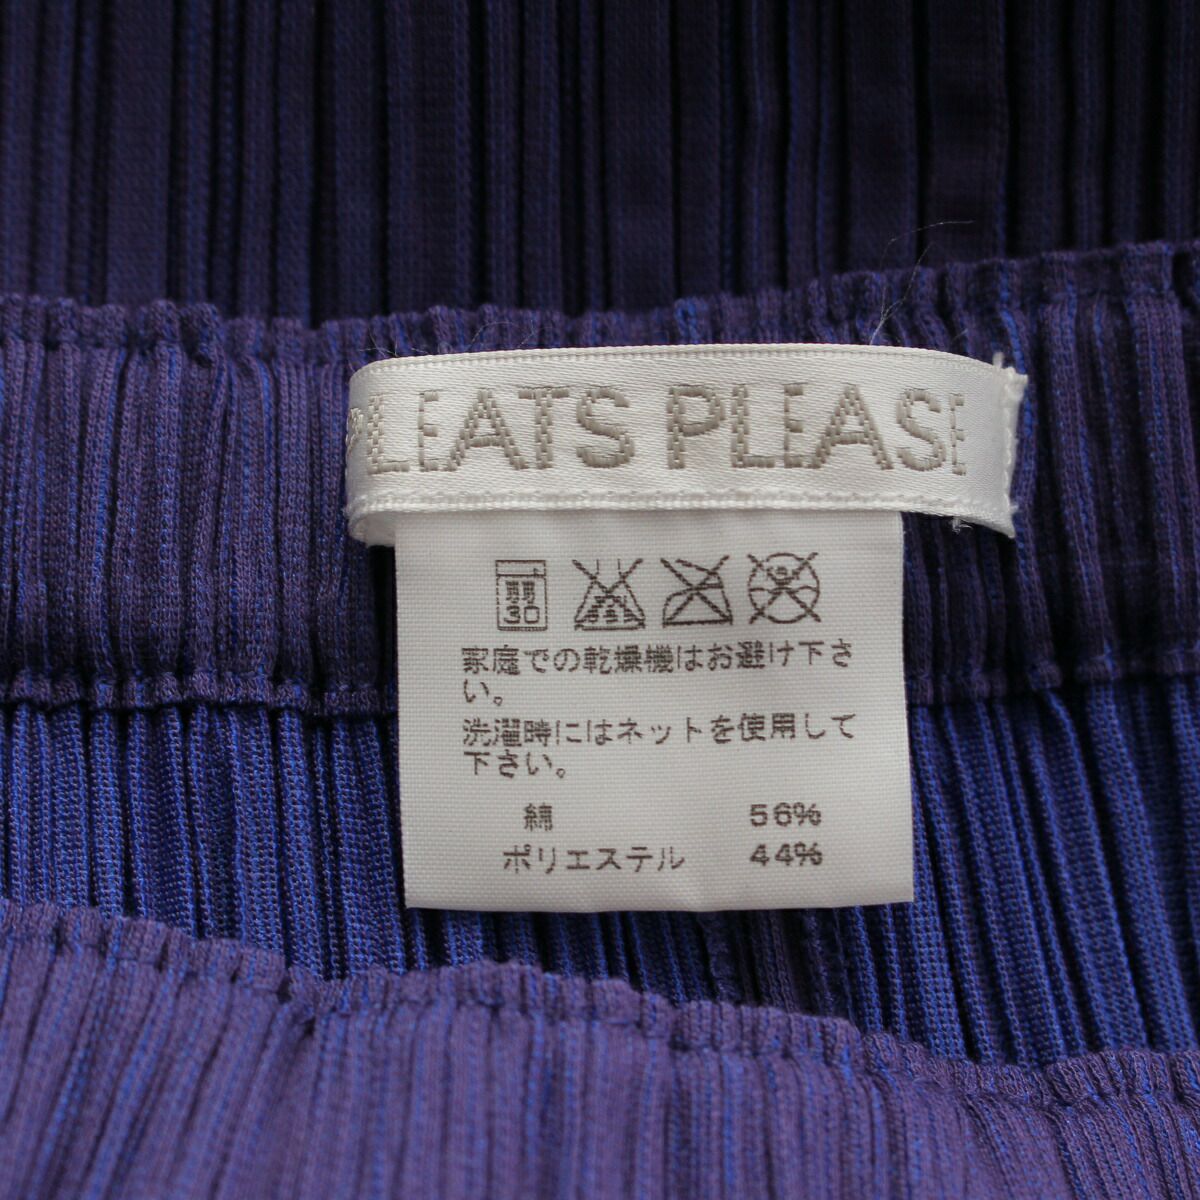 PLEATS PLEASE
弱
30
家庭での乾燥機はお避け下さ
い。
洗濯時にはネットを使用して
下さい。
綿 56%
ポリエステル 44%